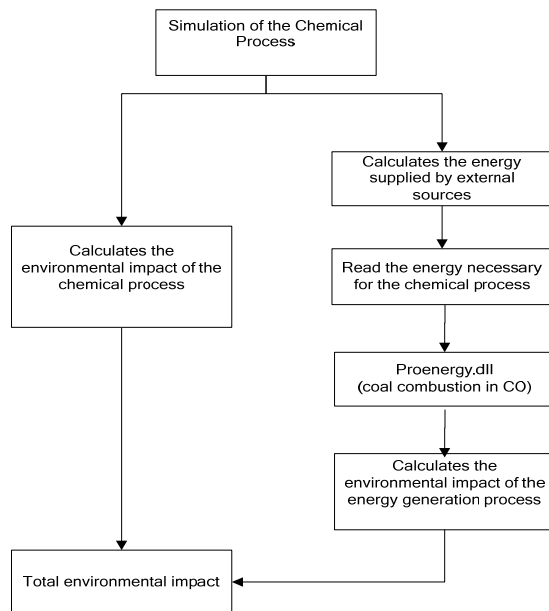 Simulation of the Chemical
Process
Calculates the energy
supplied by external
sources
Calculates the
environmental impact of the
chemical process
Read the energy necessary
for the chemical process
Proenergy.dll
(coal combustion in CO)
Calculates the
environmental impact of the
energy generation process
Total environmental impact